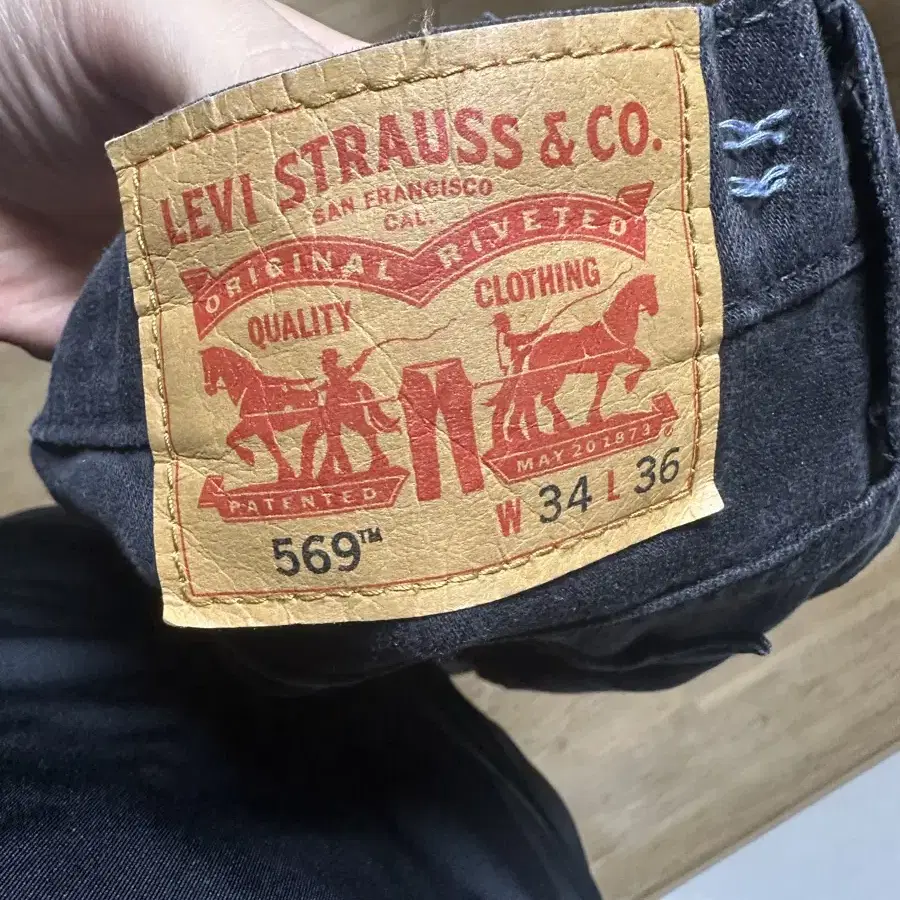 LEVI STRAUSS & CO.
SAN FRANCISCO
CAL.
ORIGINAL RIVETED
QUALITY CLOTHING
PATENTED
MAY 20 1873
569™
W 34 L 36